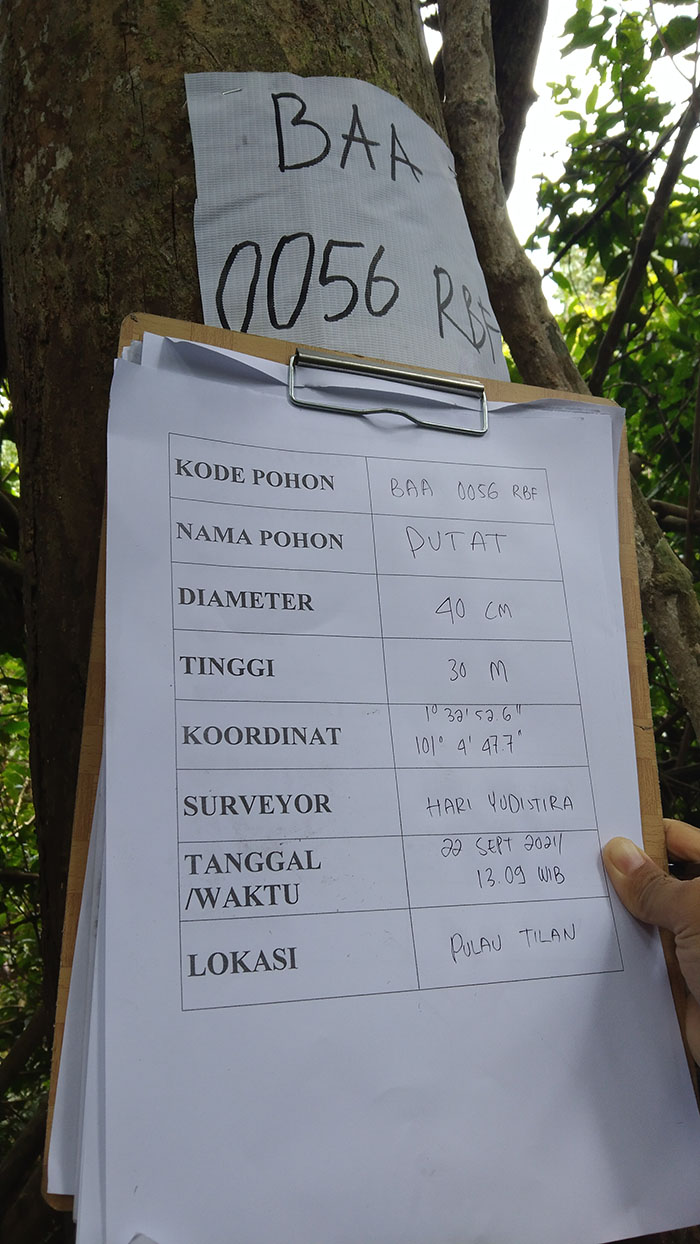 BAA
0056 RBF
KODE POHON BAA 0056 RBF
NAMA POHON PUTAT
DIAMETER 40 CM
TINGGI 30 M
KOORDINAT 1° 32' 52.6"
101° 4' 47.7"
SURVEYOR HARI YUDISTIRA
TANGGAL 22 SEPT 2021/
/WAKTU 13.09 WIB
LOKASI PULAU TILAN